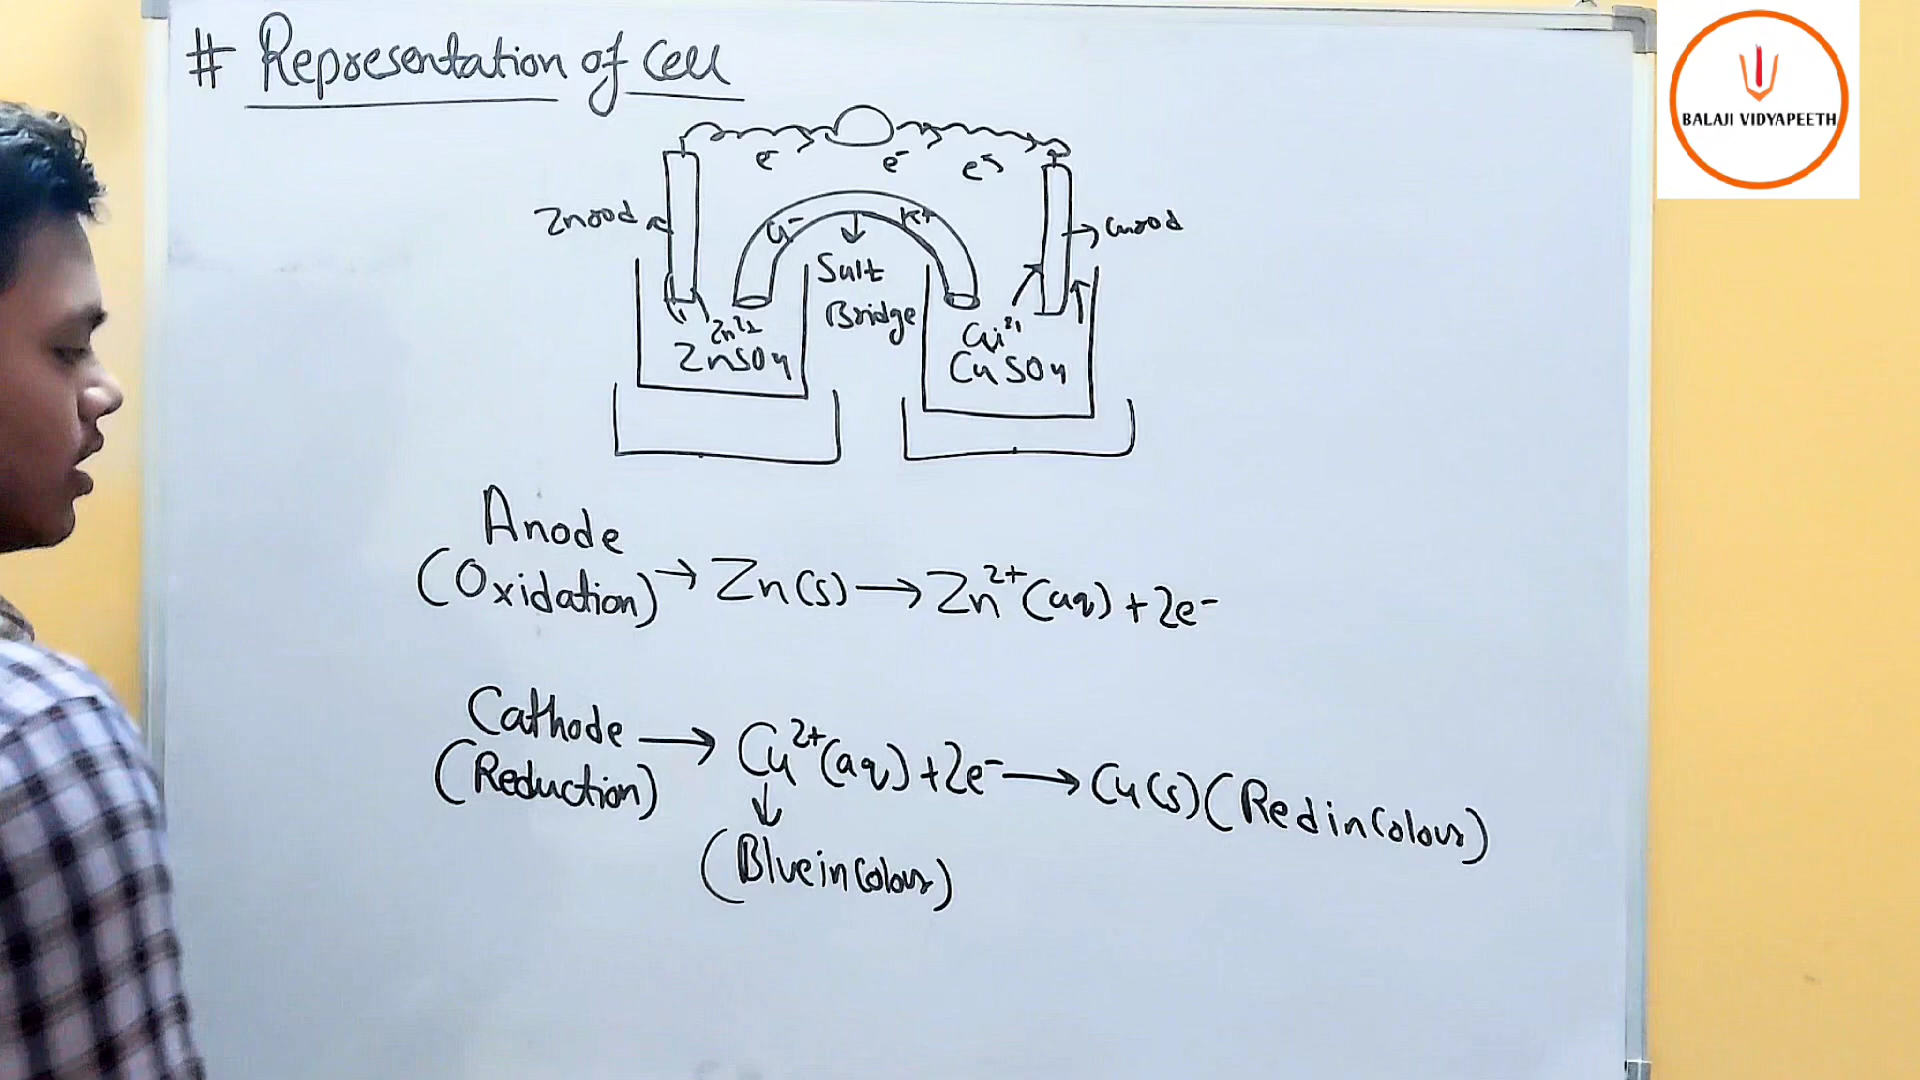 # Representation of Cell
BALAJI VIDYAPEETH
e⁻ e⁻ e⁻
Zn rod
Cl⁻ K⁺
Cu rod
Salt
Bridge
Zn²⁺
ZnSO₄
Cu²⁺
CuSO₄
Anode
(Oxidation) → Zn(s) → Zn²⁺(aq) + 2e⁻
Cathode → Cu²⁺(aq) + 2e⁻ → Cu(s) (Red in Colour)
(Reduction)
(Blue in Colour)